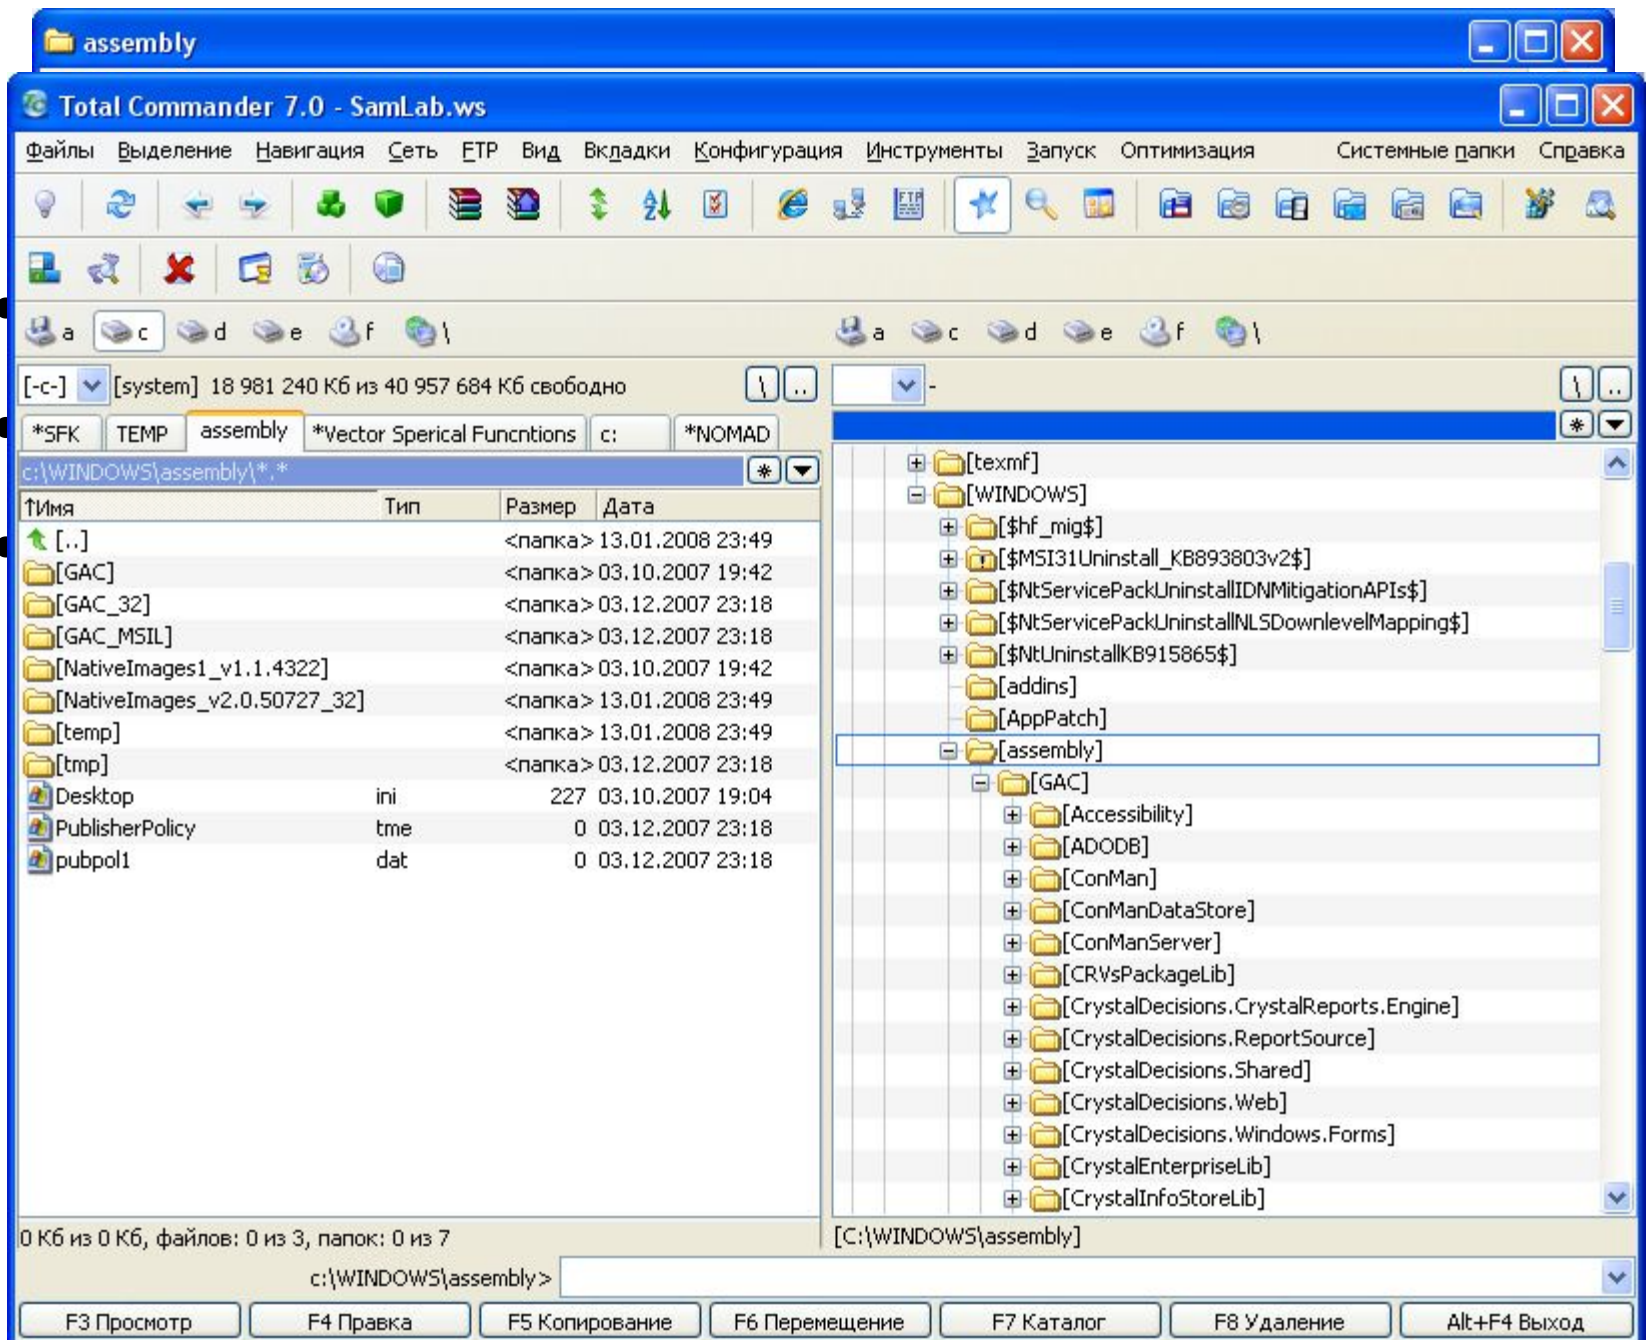 assembly
Total Commander 7.0 - SamLab.ws
Файлы Выделение Навигация Сеть FTP Вид Вкладки Конфигурация Инструменты Запуск Оптимизация Системные папки Справка
a c d e f \ a c d e f \
[-c-] [system] 18 981 240 Кб из 40 957 684 Кб свободно \ .. - \ ..
*SFK TEMP assembly *Vector Sperical Funcntions c: *NOMAD
c:\WINDOWS\assembly\*.* *
↑Имя Тип Размер Дата
[..] <папка> 13.01.2008 23:49
[GAC] <папка> 03.10.2007 19:42
[GAC_32] <папка> 03.12.2007 23:18
[GAC_MSIL] <папка> 03.12.2007 23:18
[NativeImages1_v1.1.4322] <папка> 03.10.2007 19:42
[NativeImages_v2.0.50727_32] <папка> 13.01.2008 23:49
[temp] <папка> 13.01.2008 23:49
[tmp] <папка> 03.12.2007 23:18
Desktop ini 227 03.10.2007 19:04
PublisherPolicy tme 0 03.12.2007 23:18
pubpol1 dat 0 03.12.2007 23:18
0 Кб из 0 Кб, файлов: 0 из 3, папок: 0 из 7
*
[texmf]
[WINDOWS]
[$hf_mig$]
[$MSI31Uninstall_KB893803v2$]
[$NtServicePackUninstallIDNMitigationAPIs$]
[$NtServicePackUninstallNLSDownlevelMapping$]
[$NtUninstallKB915865$]
[addins]
[AppPatch]
[assembly]
[GAC]
[Accessibility]
[ADODB]
[ConMan]
[ConManDataStore]
[ConManServer]
[CRVsPackageLib]
[CrystalDecisions.CrystalReports.Engine]
[CrystalDecisions.ReportSource]
[CrystalDecisions.Shared]
[CrystalDecisions.Web]
[CrystalDecisions.Windows.Forms]
[CrystalEnterpriseLib]
[CrystalInfoStoreLib]
[C:\WINDOWS\assembly]
c:\WINDOWS\assembly>
F3 Просмотр F4 Правка F5 Копирование F6 Перемещение F7 Каталог F8 Удаление Alt+F4 Выход